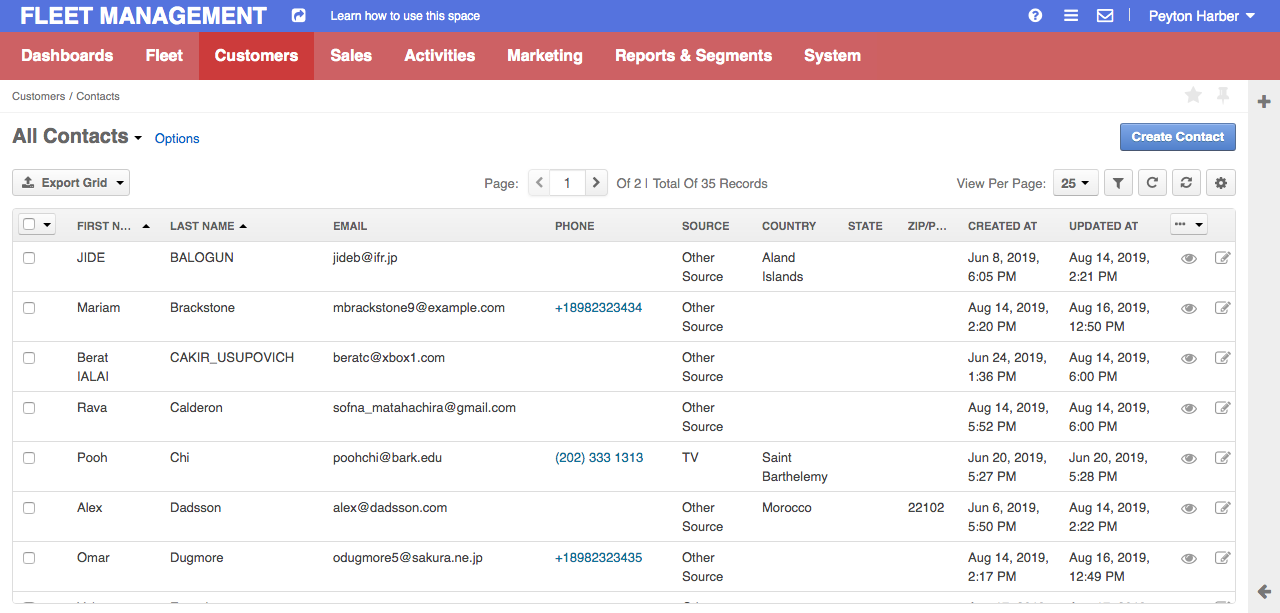 FLEET MANAGEMENT Learn how to use this space Peyton Harber
Dashboards Fleet Customers Sales Activities Marketing Reports & Segments System
Customers / Contacts
All Contacts Options Create Contact
Export Grid Page: 1 Of 2 | Total Of 35 Records View Per Page: 25
FIRST N... LAST NAME EMAIL PHONE SOURCE COUNTRY STATE ZIP/P... CREATED AT UPDATED AT
JIDE BALOGUN jideb@ifr.jp Other Aland Jun 8, 2019, Aug 14, 2019,
Source Islands 6:05 PM 2:21 PM
Mariam Brackstone mbrackstone9@example.com +18982323434 Other Aug 14, 2019, Aug 16, 2019,
Source 2:20 PM 12:50 PM
Berat CAKIR_USUPOVICH beratc@xbox1.com Other Jun 24, 2019, Aug 14, 2019,
IALAI Source 1:36 PM 6:00 PM
Rava Calderon sofna_matahachira@gmail.com Other Aug 14, 2019, Aug 14, 2019,
Source 5:52 PM 6:00 PM
Pooh Chi poohchi@bark.edu (202) 333 1313 TV Saint Jun 20, 2019, Jun 20, 2019,
Barthelemy 5:27 PM 5:28 PM
Alex Dadsson alex@dadsson.com Other Morocco 22102 Jun 6, 2019, Aug 14, 2019,
Source 5:50 PM 2:22 PM
Omar Dugmore odugmore5@sakura.ne.jp +18982323435 Other Aug 14, 2019, Aug 16, 2019,
Source 2:17 PM 12:49 PM